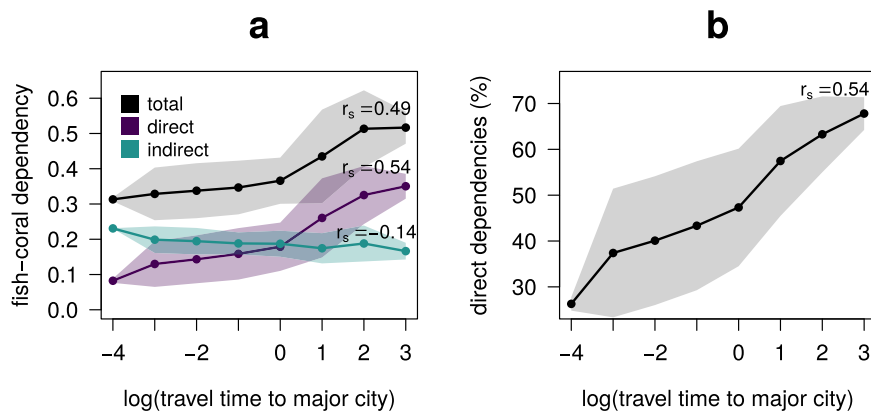 a
fish−coral dependency
0.6
0.5
0.4
0.3
0.2
0.1
0.0
total
direct
indirect
rs =0.49
rs =0.54
rs =−0.14
−4
−2
0
1
2
3
log(travel time to major city)
b
direct dependencies (%)
70
60
50
40
30
rs =0.54
−4
−2
0
1
2
3
log(travel time to major city)